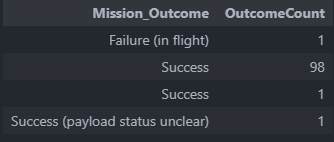 Mission_Outcome OutcomeCount
Failure (in flight) 1
Success 98
Success 1
Success (payload status unclear) 1